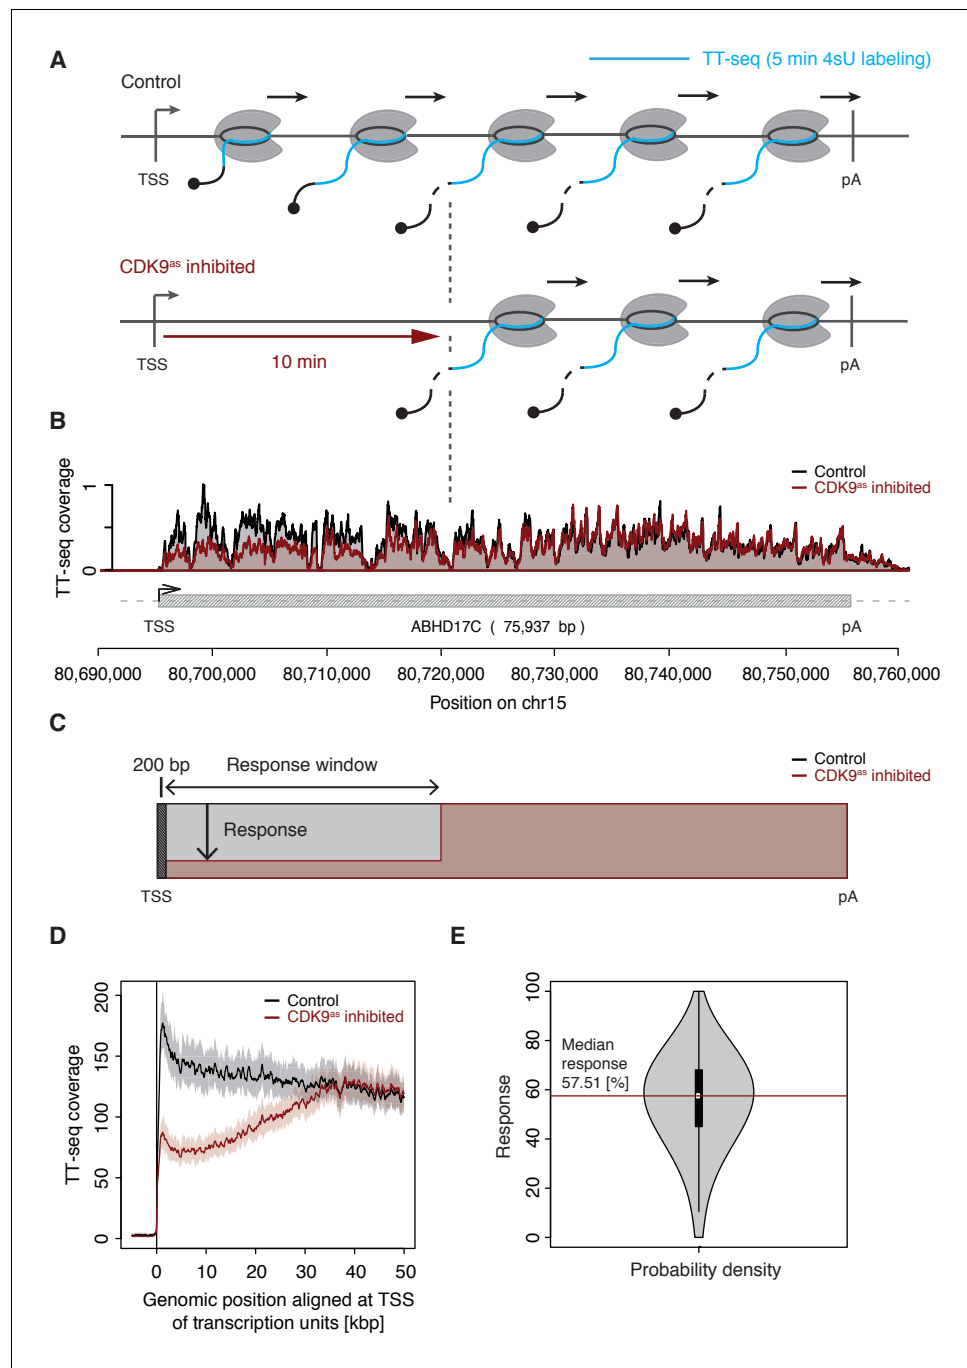 A
TT-seq (5 min 4sU labeling)
Control
TSS
pA
CDK9as inhibited
10 min
TSS
pA
B
TT-seq coverage
1
0
Control
CDK9as inhibited
TSS
ABHD17C ( 75,937 bp )
pA
80,690,000 80,700,000 80,710,000 80,720,000 80,730,000 80,740,000 80,750,000 80,760,000
Position on chr15
C
200 bp
Response window
Control
CDK9as inhibited
Response
TSS
pA
D
TT-seq coverage
200
150
100
50
0
Control
CDK9as inhibited
0 10 20 30 40 50
Genomic position aligned at TSS
of transcription units [kbp]
E
Response
100
80
60
40
20
0
Median
response
57.51 [%]
Probability density